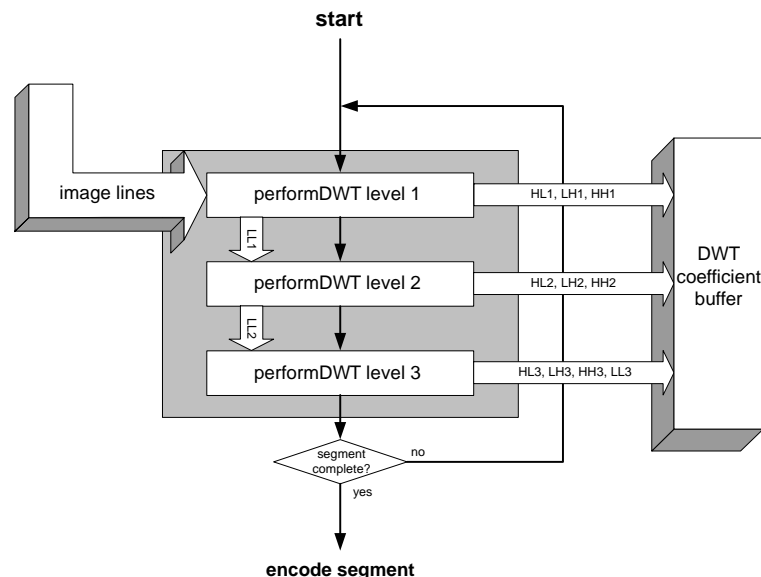 start
image lines
performDWT level 1
HL1, LH1, HH1
LL1
DWT
coefficient
buffer
performDWT level 2
HL2, LH2, HH2
LL2
performDWT level 3
HL3, LH3, HH3, LL3
segment
complete?
no
yes
encode segment